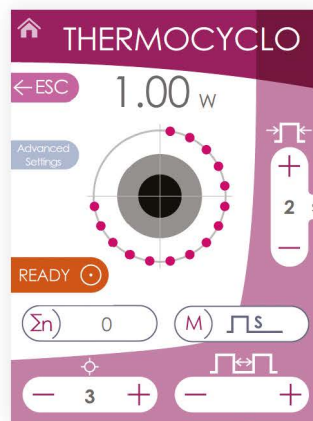 THERMOCYCLO
ESC
1.00 W
Advanced
Settings
2 s
READY
Σn) 0
M) S
3